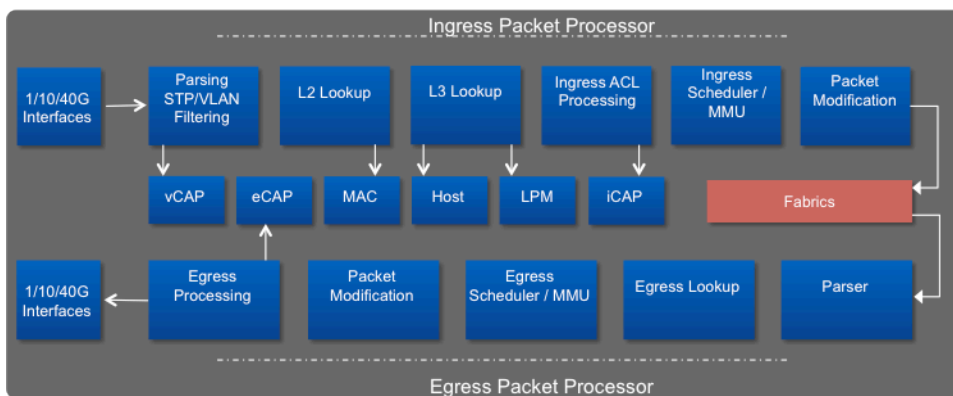 Ingress Packet Processor
1/10/40G
Interfaces
Parsing
STP/VLAN
Filtering
L2 Lookup
L3 Lookup
Ingress ACL
Processing
Ingress
Scheduler /
MMU
Packet
Modification
vCAP
eCAP
MAC
Host
LPM
iCAP
Fabrics
1/10/40G
Interfaces
Egress
Processing
Packet
Modification
Egress
Scheduler / MMU
Egress Lookup
Parser
Egress Packet Processor